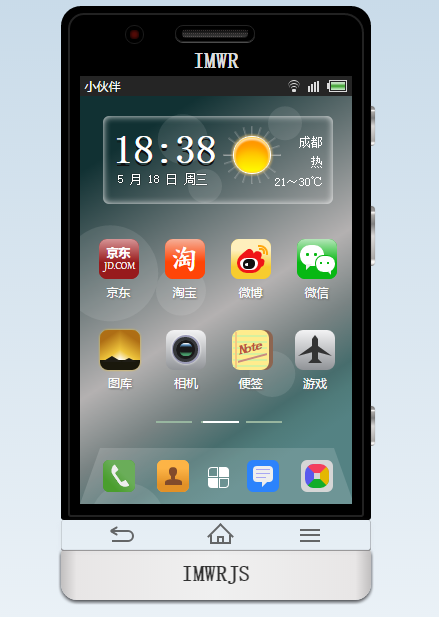 IMWR
小伙伴
18:38
5 月 18 日 周三
成都
热
21～30℃
京东
JD.COM
淘
京东
淘宝
微博
微信
Note
图库
相机
便签
游戏
IMWRJS